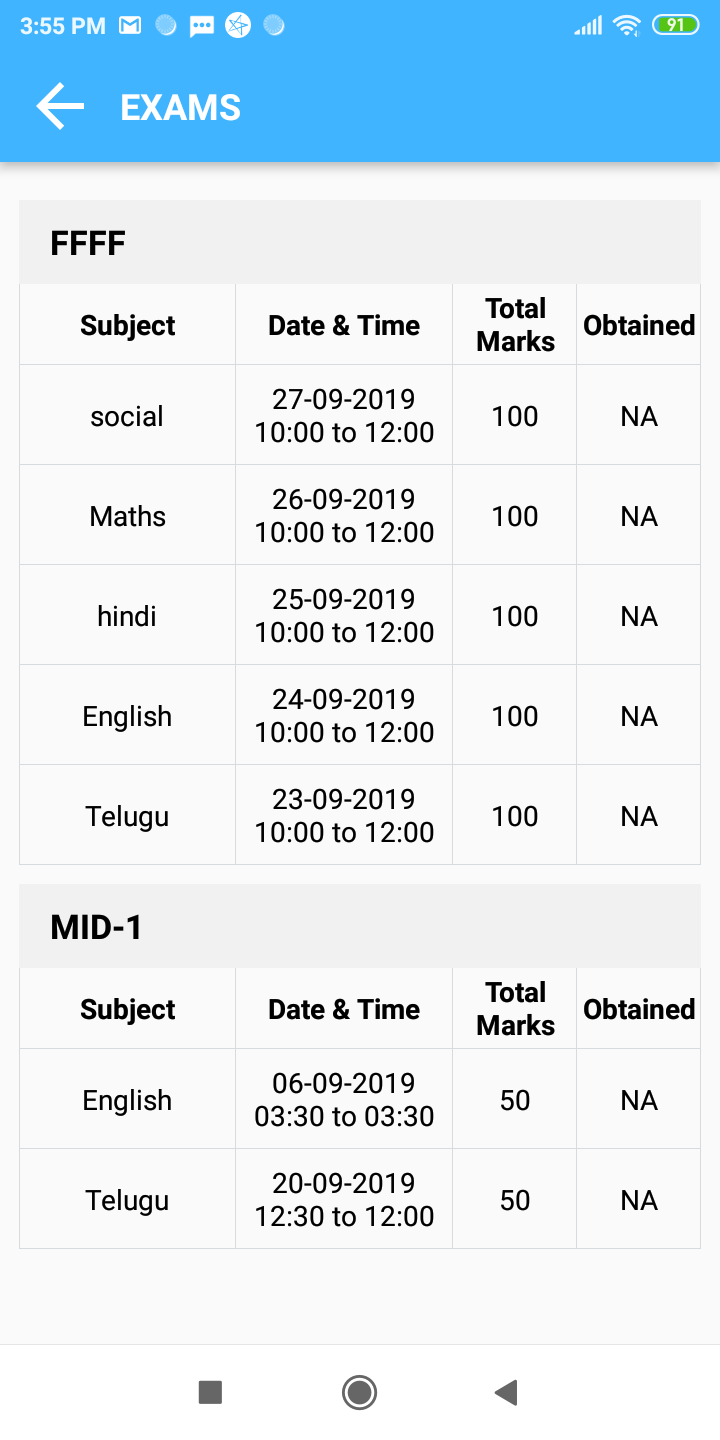 3:55 PM
91
EXAMS
FFFF
Subject Date & Time Total Marks Obtained
social 27-09-2019 10:00 to 12:00 100 NA
Maths 26-09-2019 10:00 to 12:00 100 NA
hindi 25-09-2019 10:00 to 12:00 100 NA
English 24-09-2019 10:00 to 12:00 100 NA
Telugu 23-09-2019 10:00 to 12:00 100 NA
MID-1
Subject Date & Time Total Marks Obtained
English 06-09-2019 03:30 to 03:30 50 NA
Telugu 20-09-2019 12:30 to 12:00 50 NA